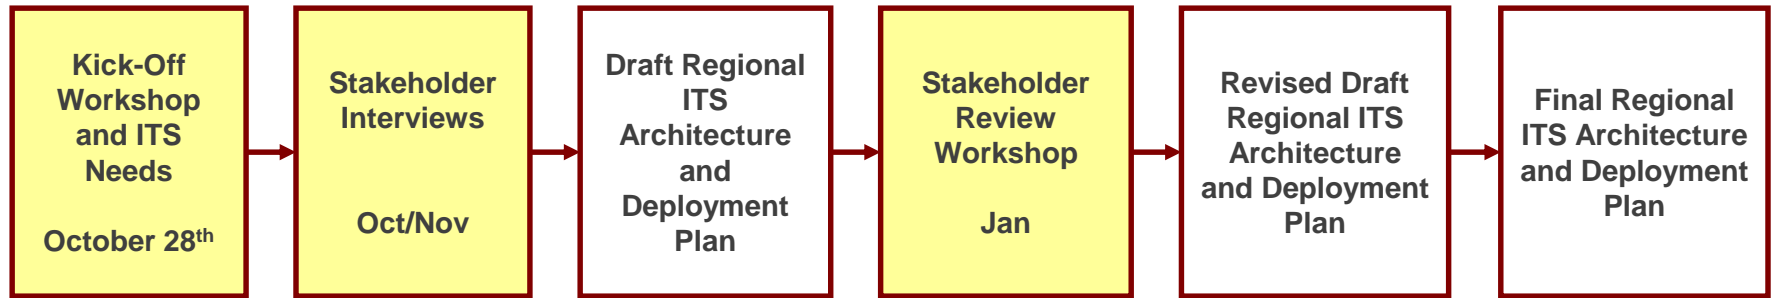 Kick-Off
Workshop
and ITS
Needs
October 28th
Stakeholder
Interviews
Oct/Nov
Draft Regional
ITS
Architecture
and
Deployment
Plan
Stakeholder
Review
Workshop
Jan
Revised Draft
Regional ITS
Architecture
and Deployment
Plan
Final Regional
ITS Architecture
and Deployment
Plan